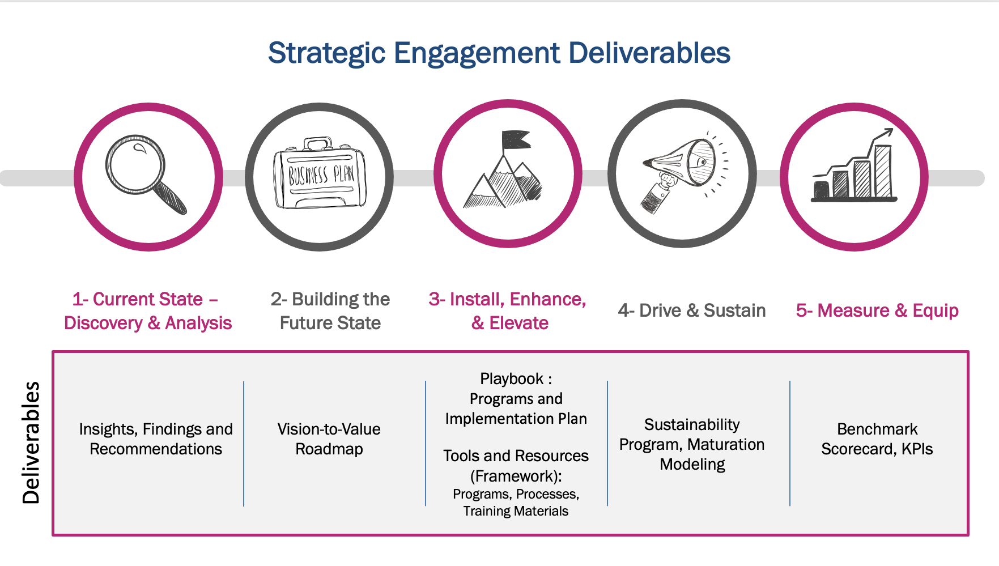 Strategic Engagement Deliverables
BUSINESS PLAN
1- Current State –
Discovery & Analysis
2- Building the
Future State
3- Install, Enhance,
& Elevate
4- Drive & Sustain
5- Measure & Equip
Deliverables
Insights, Findings and
Recommendations
Vision-to-Value
Roadmap
Playbook :
Programs and
Implementation Plan
Tools and Resources
(Framework):
Programs, Processes,
Training Materials
Sustainability
Program, Maturation
Modeling
Benchmark
Scorecard, KPIs